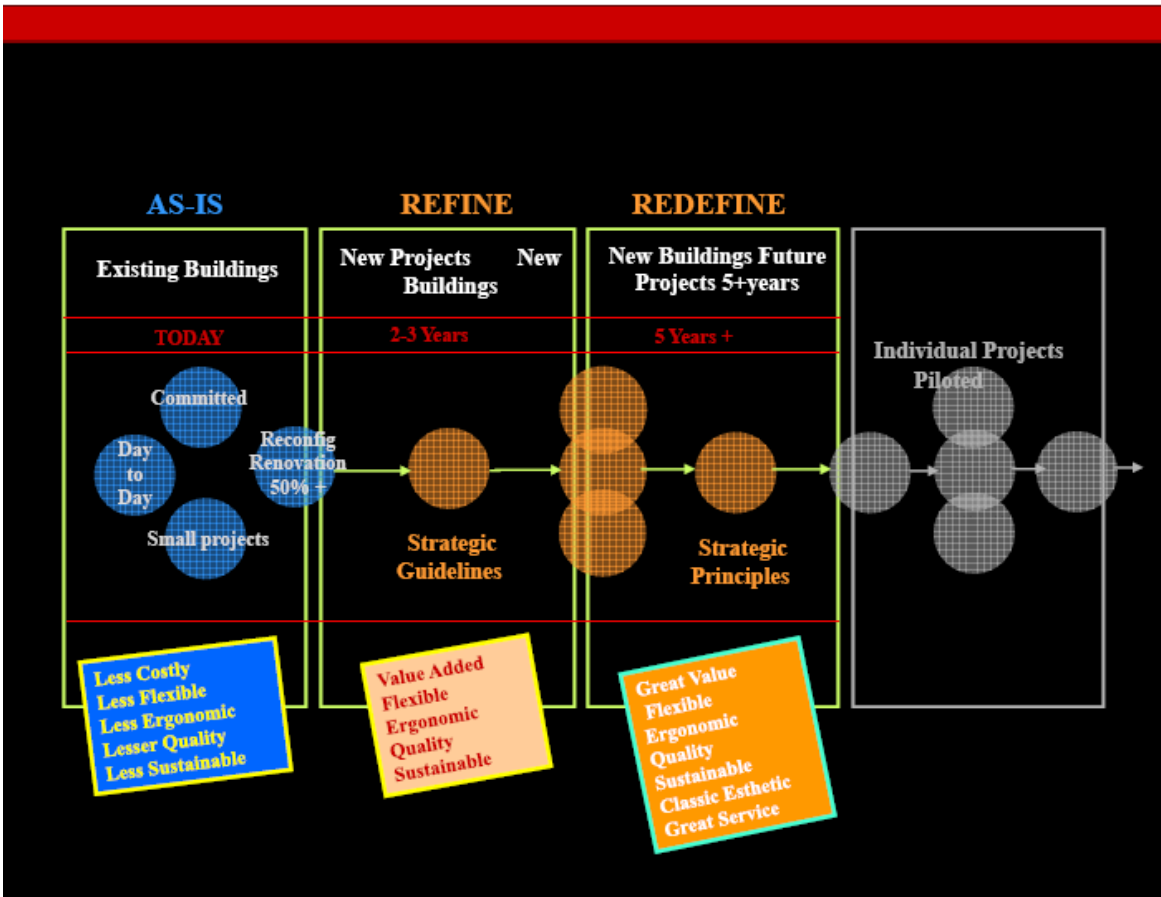 AS-IS
REFINE
REDEFINE
Existing Buildings
New Projects New
Buildings
New Buildings Future
Projects 5+years
TODAY
2-3 Years
5 Years +
Individual Projects
Piloted
Committed
Day
to
Day
Reconfig
Renovation
50% +
Small projects
Strategic
Guidelines
Strategic
Principles
Less Costly
Less Flexible
Less Ergonomic
Lesser Quality
Less Sustainable
Value Added
Flexible
Ergonomic
Quality
Sustainable
Great Value
Flexible
Ergonomic
Quality
Sustainable
Classic Esthetic
Great Service